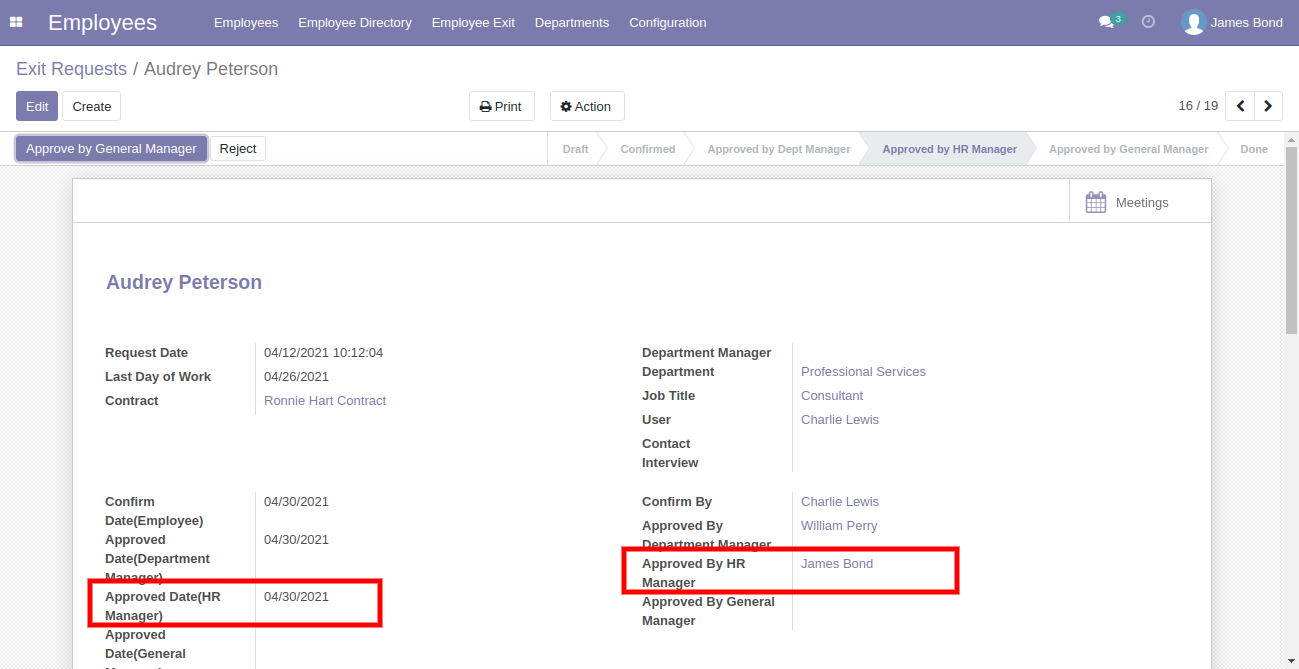 Employees
Employees Employee Directory Employee Exit Departments Configuration
3
James Bond
Exit Requests / Audrey Peterson
Edit Create
Print Action
16 / 19
Approve by General Manager Reject
Draft Confirmed Approved by Dept Manager Approved by HR Manager Approved by General Manager Done
Meetings
Audrey Peterson
Request Date 04/12/2021 10:12:04
Last Day of Work 04/26/2021
Contract Ronnie Hart Contract
Department Manager
Department Professional Services
Job Title Consultant
User Charlie Lewis
Contact
Interview
Confirm 04/30/2021
Date(Employee)
Approved 04/30/2021
Date(Department
Manager)
Approved Date(HR 04/30/2021
Manager)
Approved
Date(General
Confirm By Charlie Lewis
Approved By William Perry
Department Manager
Approved By HR James Bond
Manager
Approved By General
Manager